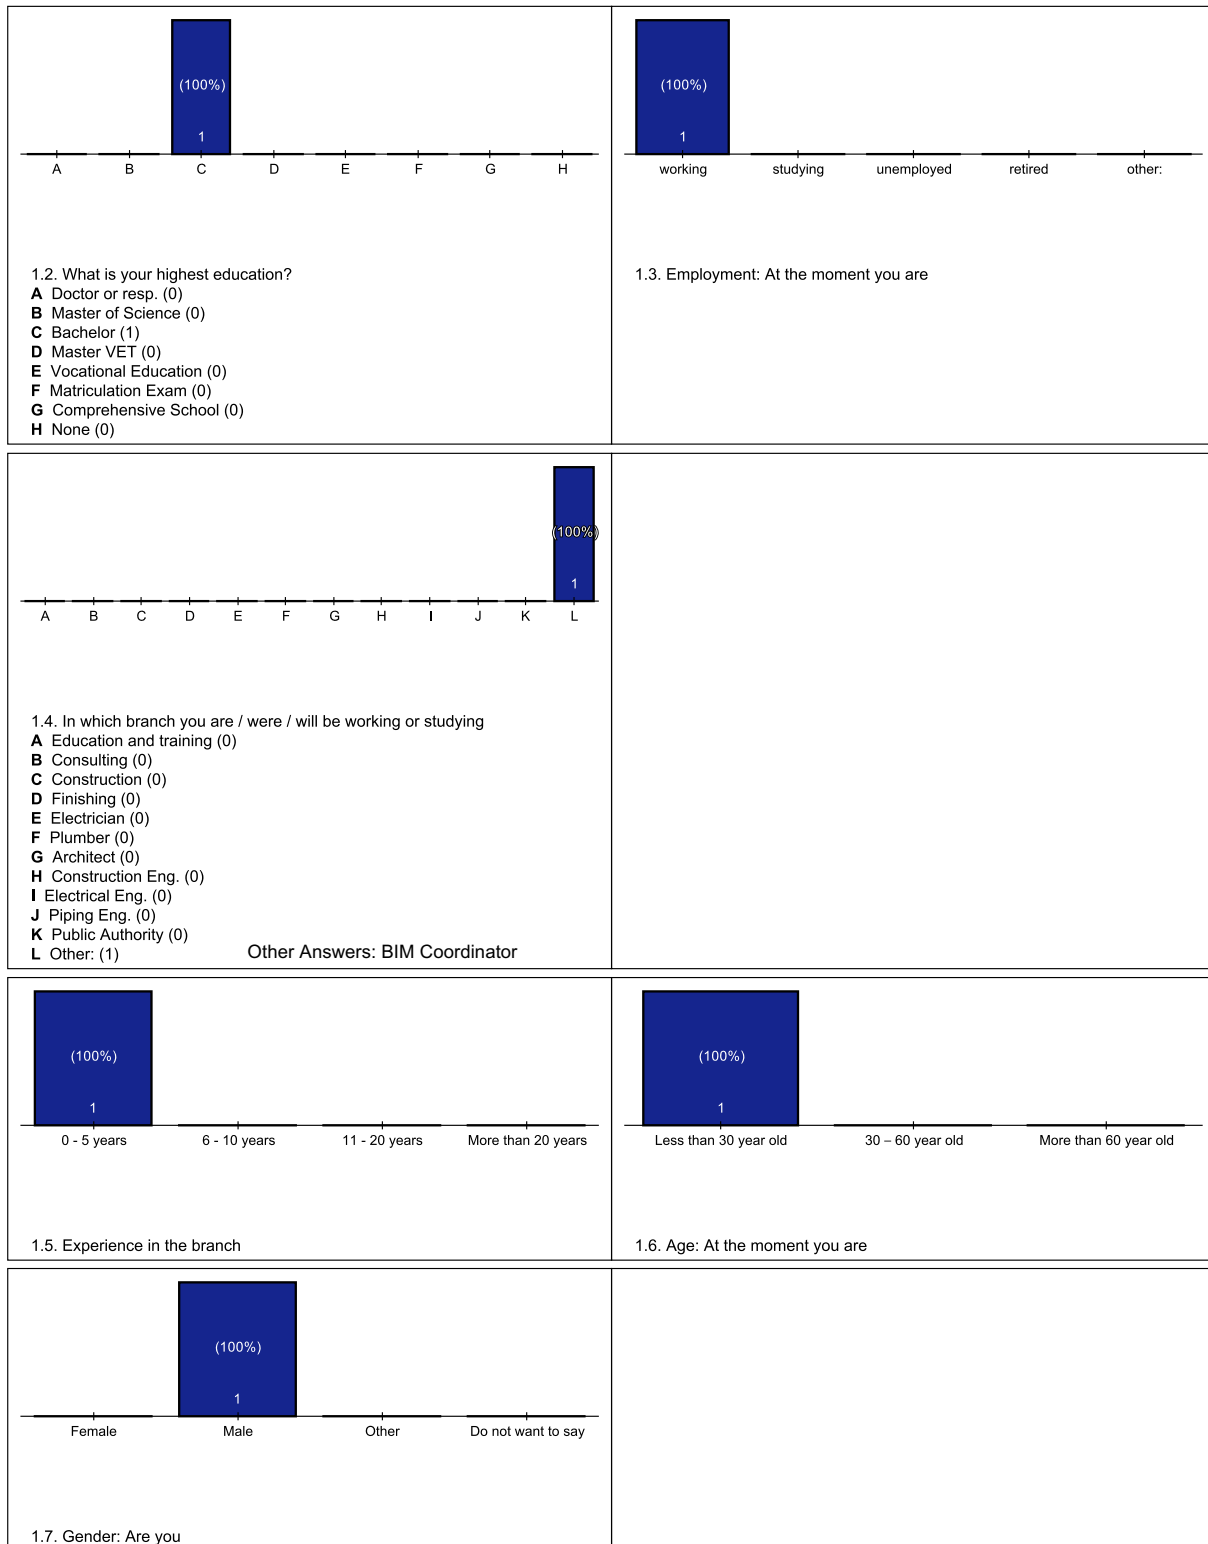 (100%)
1
A B C D E F G H
1.2. What is your highest education?
A Doctor or resp. (0)
B Master of Science (0)
C Bachelor (1)
D Master VET (0)
E Vocational Education (0)
F Matriculation Exam (0)
G Comprehensive School (0)
H None (0)
(100%)
1
working studying unemployed retired other:
1.3. Employment: At the moment you are
(100%)
1
A B C D E F G H I J K L
1.4. In which branch you are / were / will be working or studying
A Education and training (0)
B Consulting (0)
C Construction (0)
D Finishing (0)
E Electrician (0)
F Plumber (0)
G Architect (0)
H Construction Eng. (0)
I Electrical Eng. (0)
J Piping Eng. (0)
K Public Authority (0)
L Other: (1) Other Answers: BIM Coordinator
(100%)
1
0 - 5 years 6 - 10 years 11 - 20 years More than 20 years
1.5. Experience in the branch
(100%)
1
Less than 30 year old 30 – 60 year old More than 60 year old
1.6. Age: At the moment you are
(100%)
1
Female Male Other Do not want to say
1.7. Gender: Are you